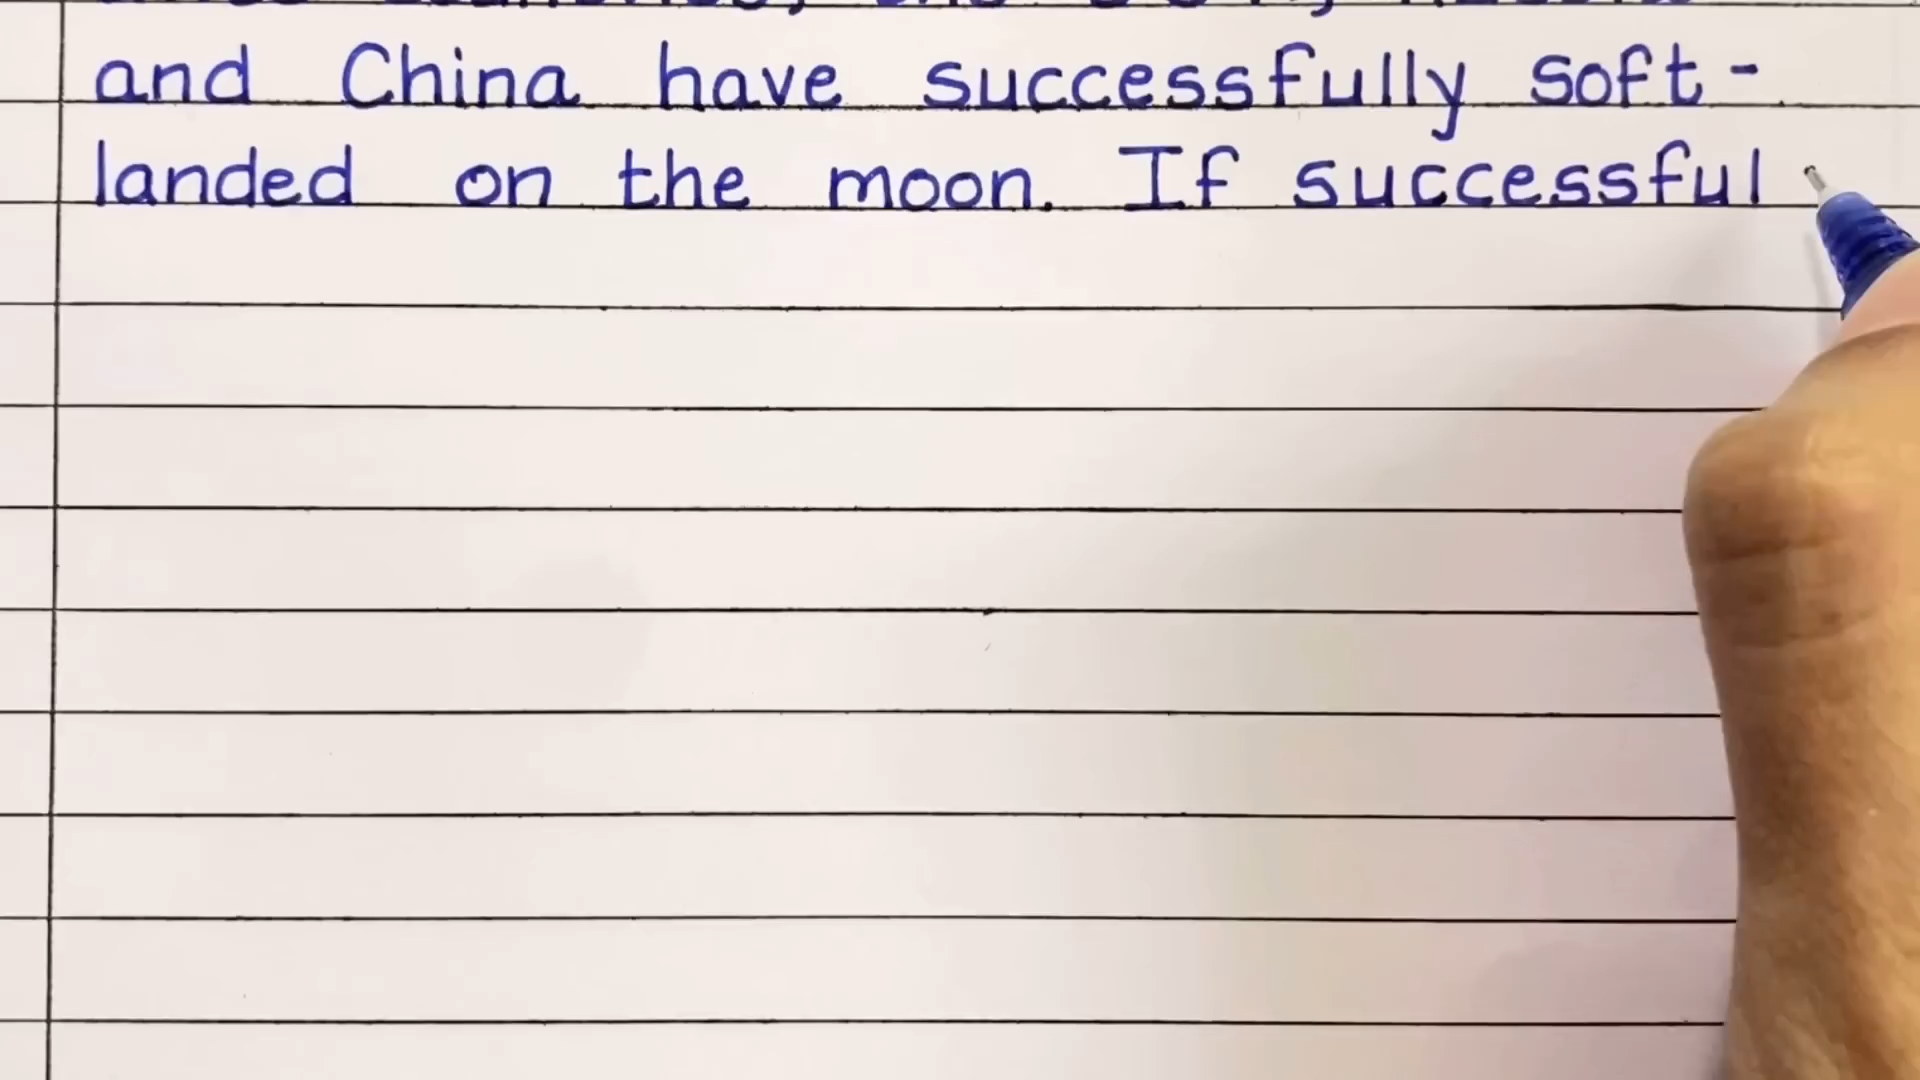 and China have successfully soft-
landed on the moon. If successful